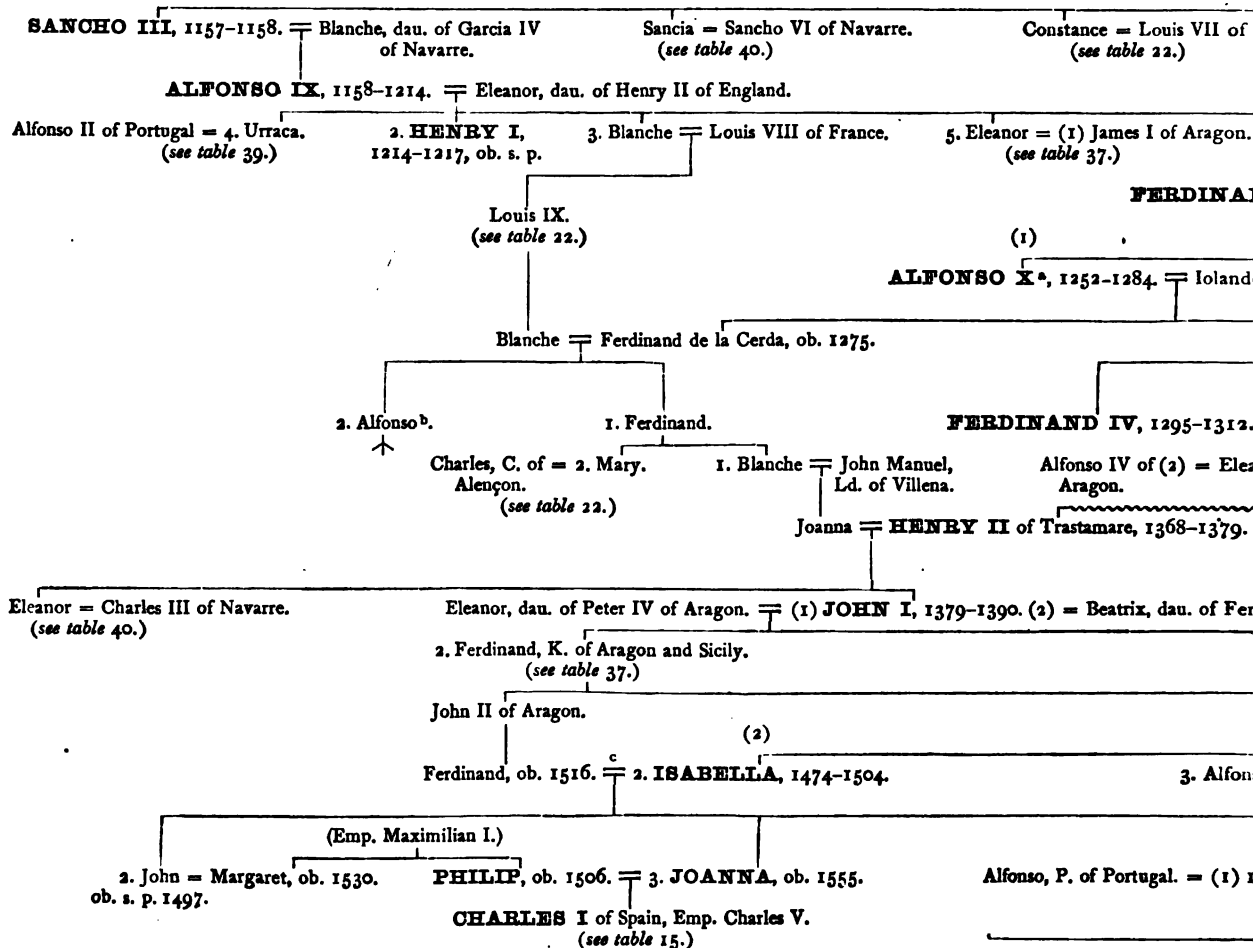 SANCHO III, 1157–1158. = Blanche, dau. of Garcia IV of Navarre.
Sancia = Sancho VI of Navarre.
(see table 40.)
Constance = Louis VII of
(see table 22.)
ALFONSO IX, 1158–1214. = Eleanor, dau. of Henry II of England.
Alfonso II of Portugal = 4. Urraca.
(see table 39.)
2. HENRY I,
1214–1217, ob. s. p.
3. Blanche = Louis VIII of France.
5. Eleanor = (1) James I of Aragon.
(see table 37.)
Louis IX.
(see table 22.)
FERDINA
(1)
ALFONSO X a, 1252–1284. = Ioland
Blanche = Ferdinand de la Cerda, ob. 1275.
2. Alfonso b.
1. Ferdinand.
FERDINAND IV, 1295–1312.
Charles, C. of = 2. Mary.
Alençon.
(see table 22.)
1. Blanche = John Manuel,
Ld. of Villena.
Alfonso IV of (2) = Elea
Aragon.
Joanna = HENRY II of Trastamare, 1368–1379.
Eleanor = Charles III of Navarre.
(see table 40.)
Eleanor, dau. of Peter IV of Aragon. = (1) JOHN I, 1379–1390. (2) = Beatrix, dau. of Fer
2. Ferdinand, K. of Aragon and Sicily.
(see table 37.)
John II of Aragon.
(2)
Ferdinand, ob. 1516. c = 2. ISABELLA, 1474–1504.
3. Alfons
(Emp. Maximilian I.)
2. John = Margaret, ob. 1530.
ob. s. p. 1497.
PHILIP, ob. 1506. = 3. JOANNA, ob. 1555.
Alfonso, P. of Portugal. = (1) 1
CHARLES I of Spain, Emp. Charles V.
(see table 15.)